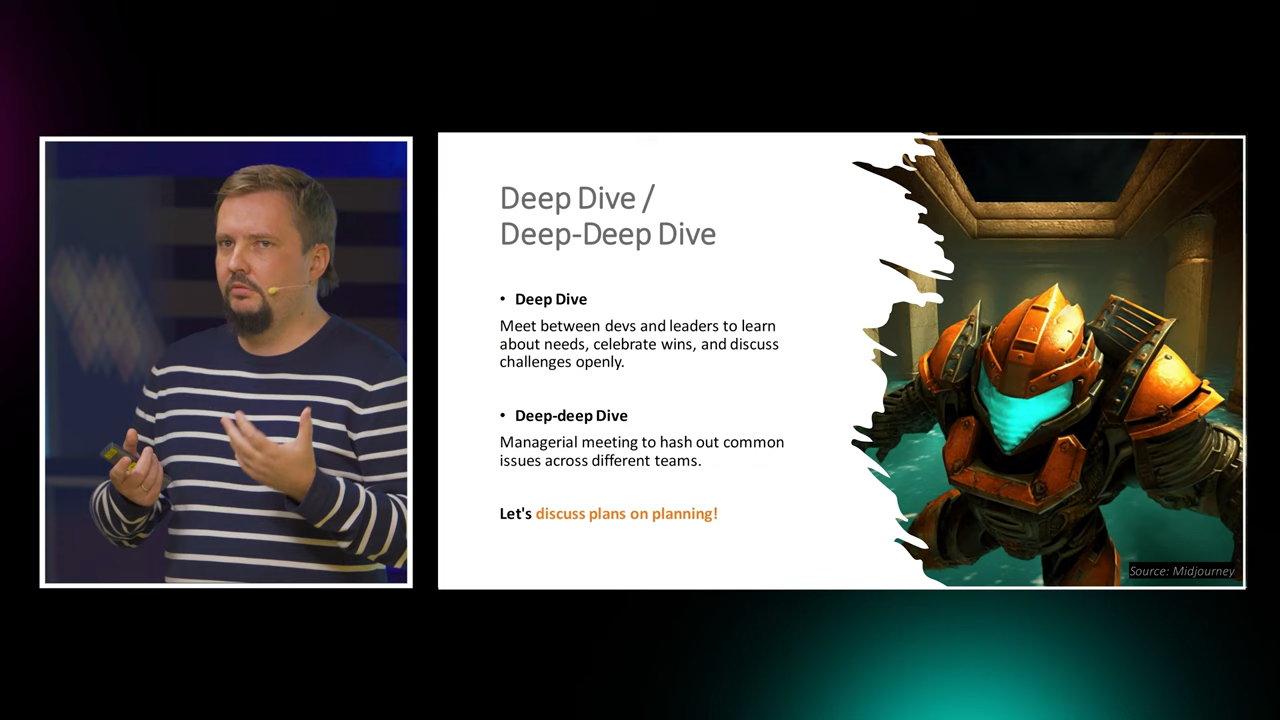 Deep Dive /
Deep-Deep Dive
• Deep Dive
Meet between devs and leaders to learn
about needs, celebrate wins, and discuss
challenges openly.
• Deep-deep Dive
Managerial meeting to hash out common
issues across different teams.
Let's discuss plans on planning!
Source: Midjourney